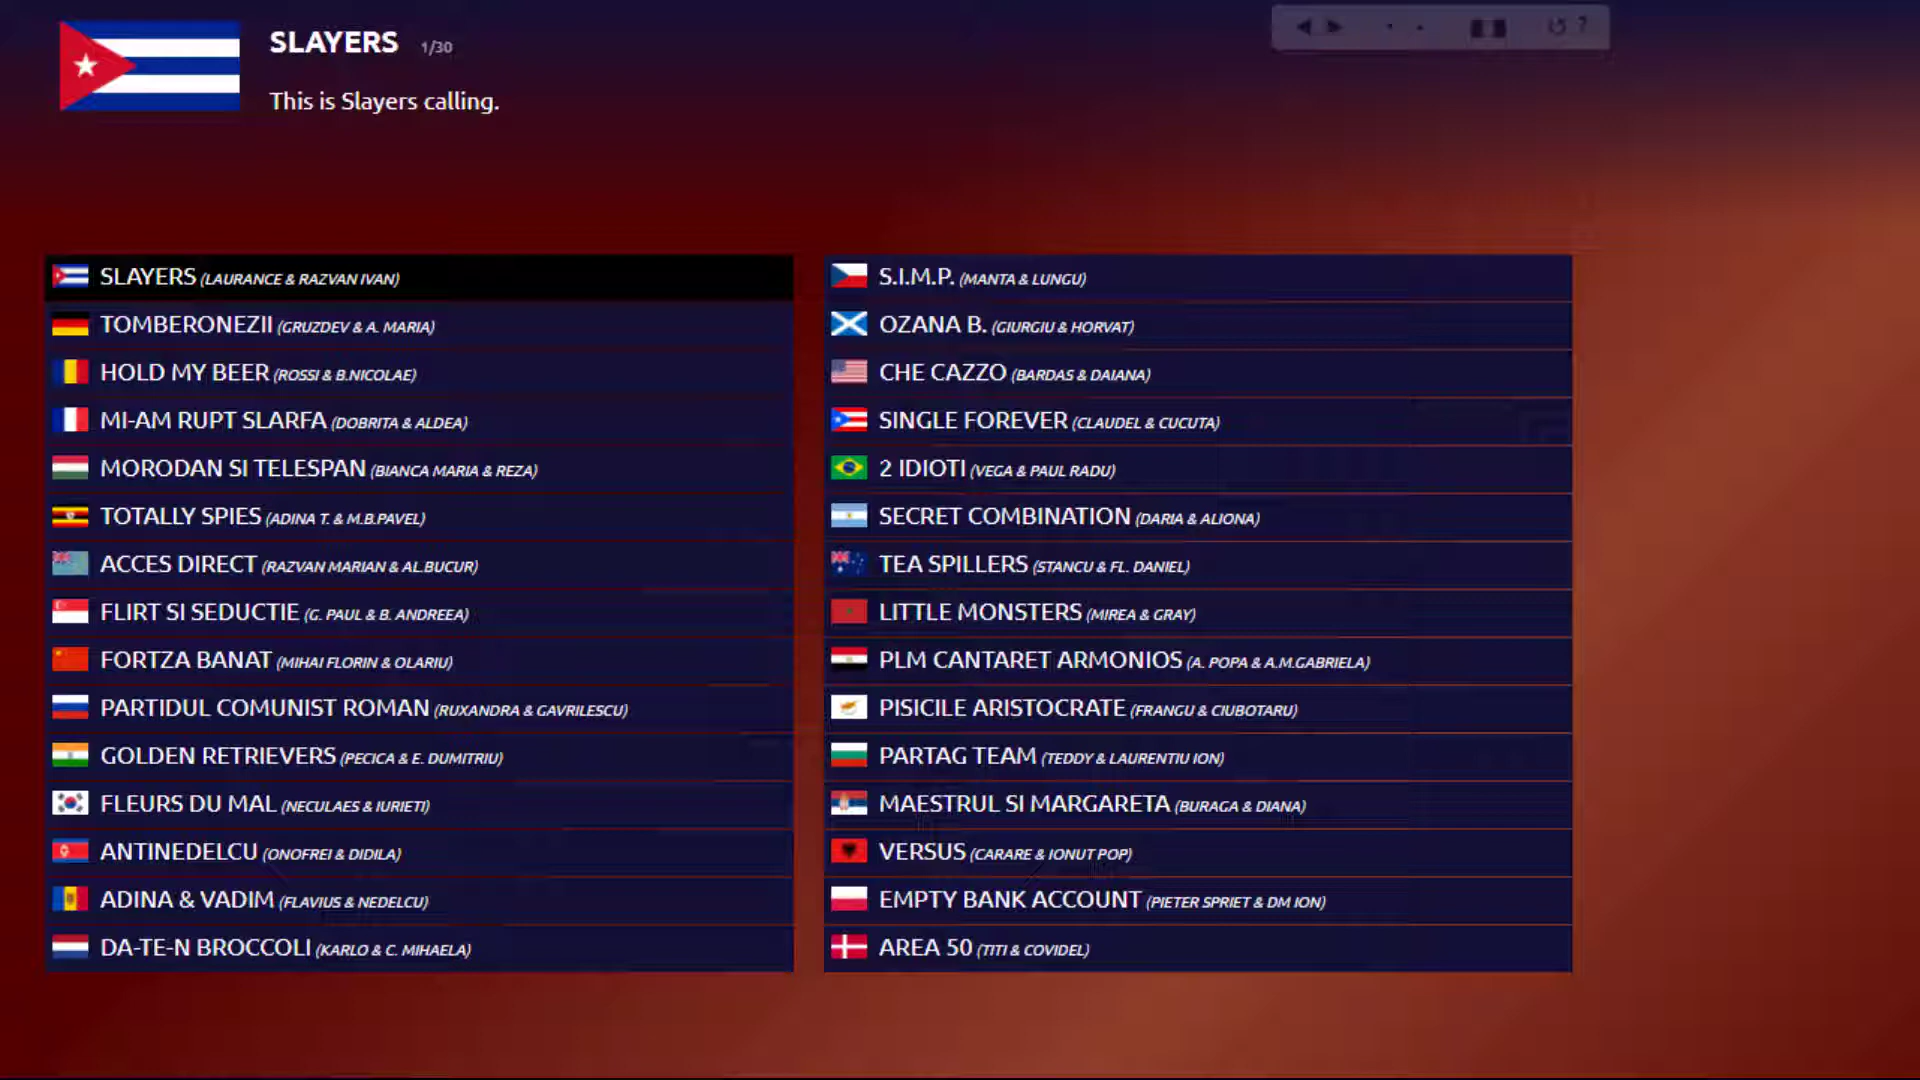 SLAYERS 1/30
This is Slayers calling.
?
SLAYERS (LAURANCE & RAZVAN IVAN)
TOMBERONEZII (GRUZDEV & A. MARIA)
HOLD MY BEER (ROSSI & B.NICOLAE)
MI-AM RUPT SLARFA (DOBRITA & ALDEA)
MORODAN SI TELESPAN (BIANCA MARIA & REZA)
TOTALLY SPIES (ADINA T. & M.B.PAVEL)
ACCES DIRECT (RAZVAN MARIAN & AL.BUCUR)
FLIRT SI SEDUCTIE (G. PAUL & B. ANDREEA)
FORTZA BANAT (MIHAI FLORIN & OLARIU)
PARTIDUL COMUNIST ROMAN (RUXANDRA & GAVRILESCU)
GOLDEN RETRIEVERS (PECICA & E. DUMITRIU)
FLEURS DU MAL (NECULAES & IURIETI)
ANTINEDELCU (ONOFREI & DIDILA)
ADINA & VADIM (FLAVIUS & NEDELCU)
DA-TE-N BROCCOLI (KARLO & C. MIHAELA)
S.I.M.P. (MANTA & LUNGU)
OZANA B. (GIURGIU & HORVAT)
CHE CAZZO (BARDAS & DAIANA)
SINGLE FOREVER (CLAUDEL & CUCUTA)
2 IDIOTI (VEGA & PAUL RADU)
SECRET COMBINATION (DARIA & ALIONA)
TEA SPILLERS (STANCU & FL. DANIEL)
LITTLE MONSTERS (MIREA & GRAY)
PLM CANTARET ARMONIOS (A. POPA & A.M.GABRIELA)
PISICILE ARISTOCRATE (FRANGU & CIUBOTARU)
PARTAG TEAM (TEDDY & LAURENTIU ION)
MAESTRUL SI MARGARETA (BURAGA & DIANA)
VERSUS (CARARE & IONUT POP)
EMPTY BANK ACCOUNT (PIETER SPRIET & DM ION)
AREA 50 (TITI & COVIDEL)